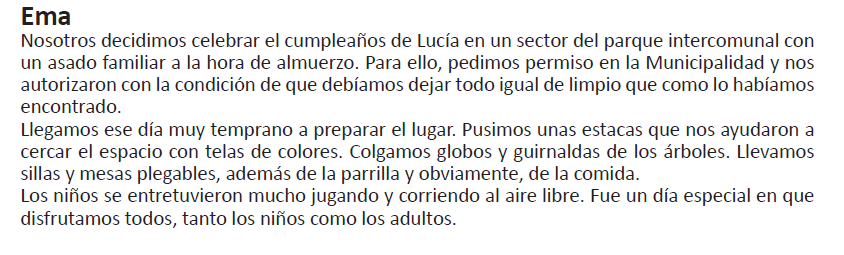 Ema
Nosotros decidimos celebrar el cumpleaños de Lucía en un sector del parque intercomunal con
un asado familiar a la hora de almuerzo. Para ello, pedimos permiso en la Municipalidad y nos
autorizaron con la condición de que debíamos dejar todo igual de limpio que como lo habíamos
encontrado.
Llegamos ese día muy temprano a preparar el lugar. Pusimos unas estacas que nos ayudaron a
cercar el espacio con telas de colores. Colgamos globos y guirnaldas de los árboles. Llevamos
sillas y mesas plegables, además de la parrilla y obviamente, de la comida.
Los niños se entretuvieron mucho jugando y corriendo al aire libre. Fue un día especial en que
disfrutamos todos, tanto los niños como los adultos.